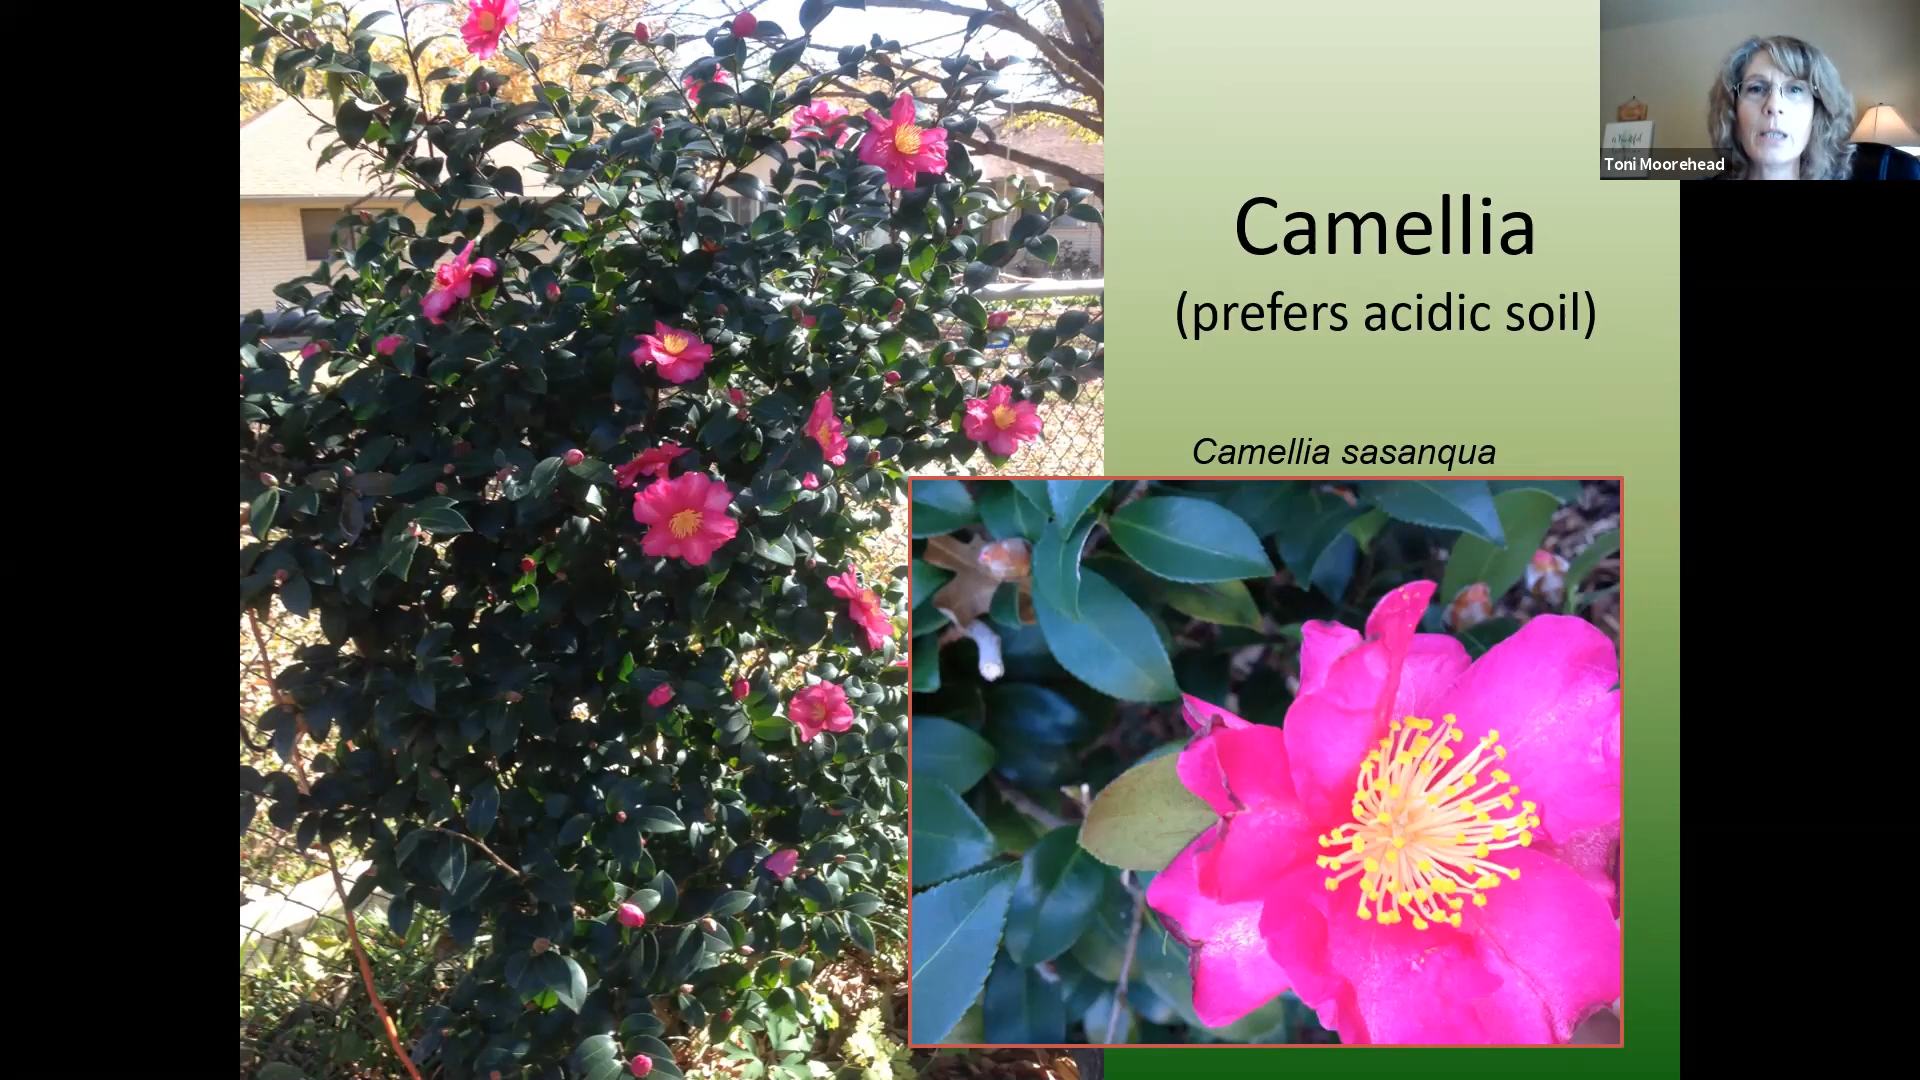 Camellia
(prefers acidic soil)
Camellia sasanqua
Toni Moorehead